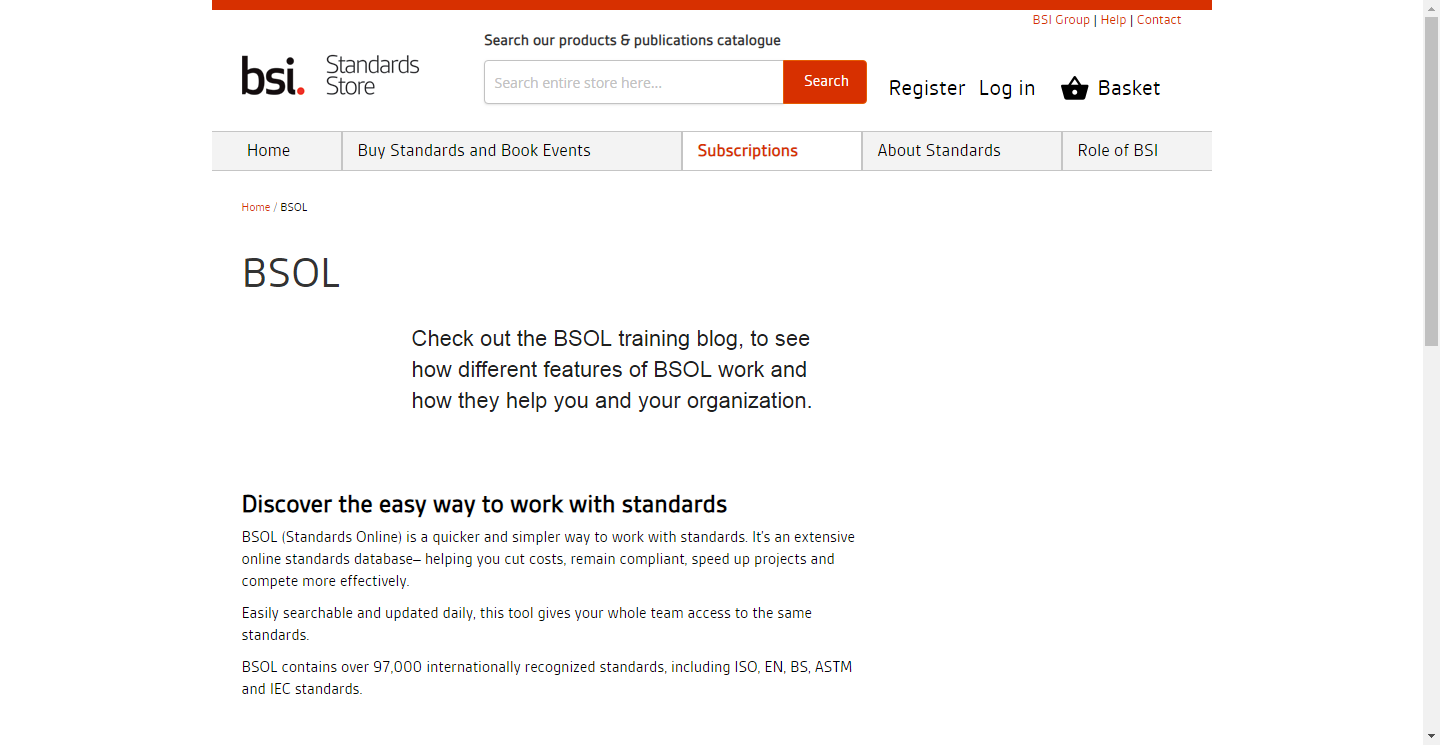 BSI Group | Help | Contact
Search our products & publications catalogue
bsi. Standards
Store
Search entire store here...
Search
Register Log in Basket
Home Buy Standards and Book Events Subscriptions About Standards Role of BSI
Home / BSOL
BSOL
Check out the BSOL training blog, to see
how different features of BSOL work and
how they help you and your organization.
Discover the easy way to work with standards
BSOL (Standards Online) is a quicker and simpler way to work with standards. It's an extensive
online standards database– helping you cut costs, remain compliant, speed up projects and
compete more effectively.
Easily searchable and updated daily, this tool gives your whole team access to the same
standards.
BSOL contains over 97,000 internationally recognized standards, including ISO, EN, BS, ASTM
and IEC standards.